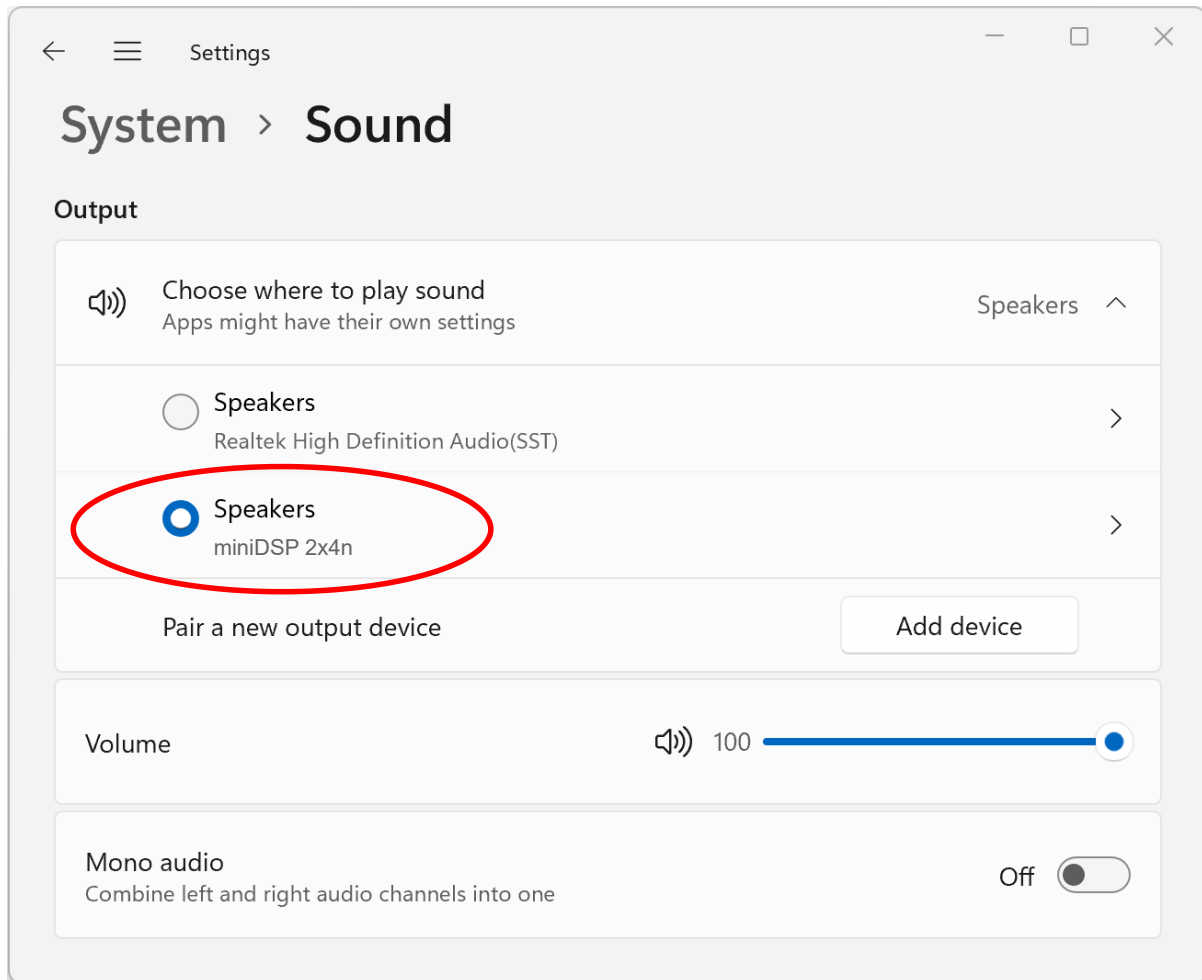 Settings
System > Sound
Output
Choose where to play sound
Apps might have their own settings
Speakers
Speakers
Realtek High Definition Audio(SST)
Speakers
miniDSP 2x4n
Pair a new output device
Add device
Volume
100
Mono audio
Combine left and right audio channels into one
Off